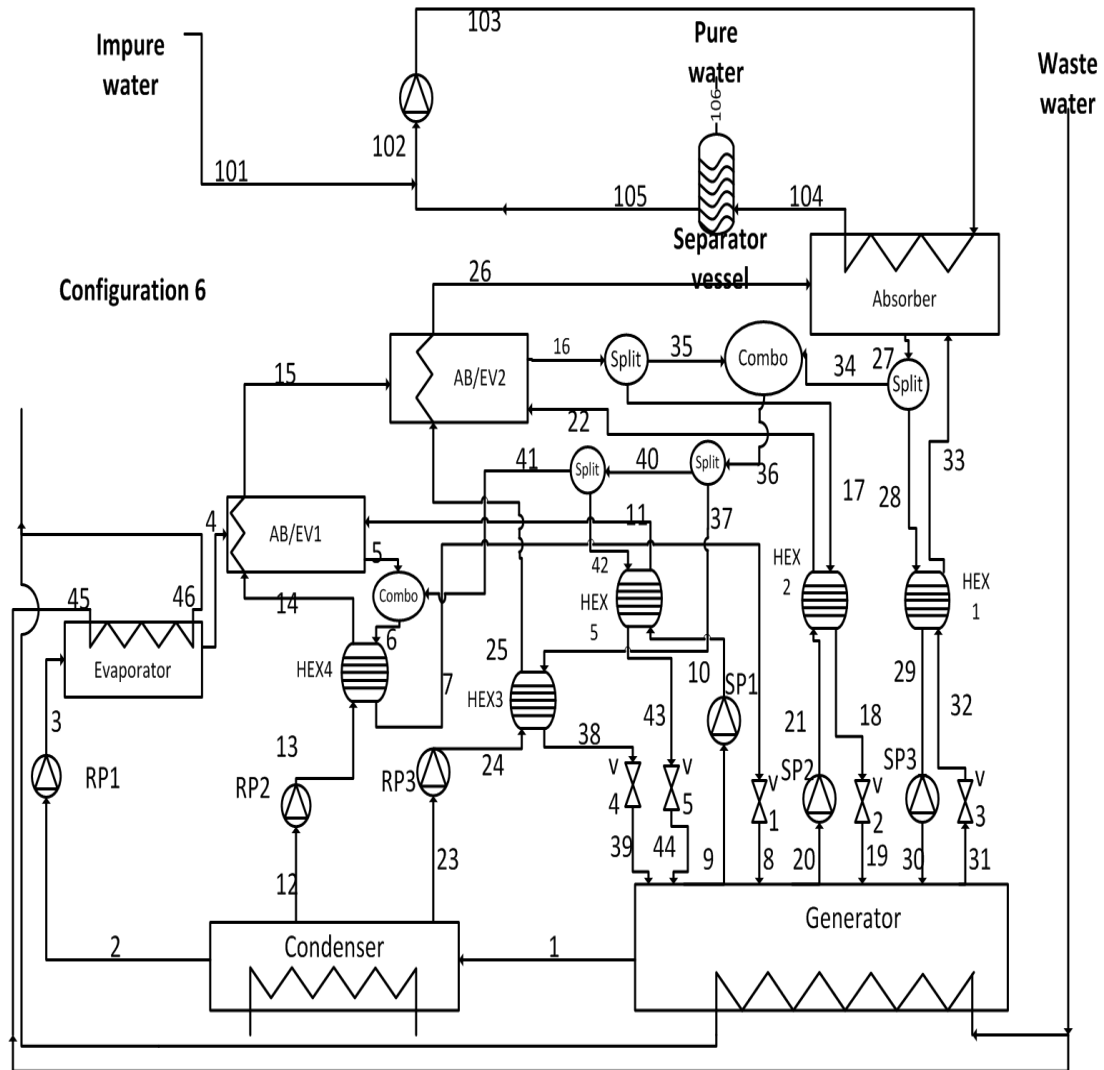 103
Impure
water
Pure
water
106
Waste
water
102
101
105
104
Separator
vessel
Configuration 6
26
Absorber
16
Split
35
Combo
34
27
Split
15
AB/EV2
22
41
Split
40
Split
36
33
17
28
4
AB/EV1
11
37
5
42
HEX
2
HEX
1
45
46
14
Combo
HEX
5
6
Evaporator
HEX4
25
7
HEX3
10
SP1
29
32
3
43
18
13
38
21
24
RP1
RP2
RP3
V
4
V
5
V
1
SP2
V
2
SP3
V
3
39
44
9
8
20
19
30
31
12
23
2
Condenser
1
Generator